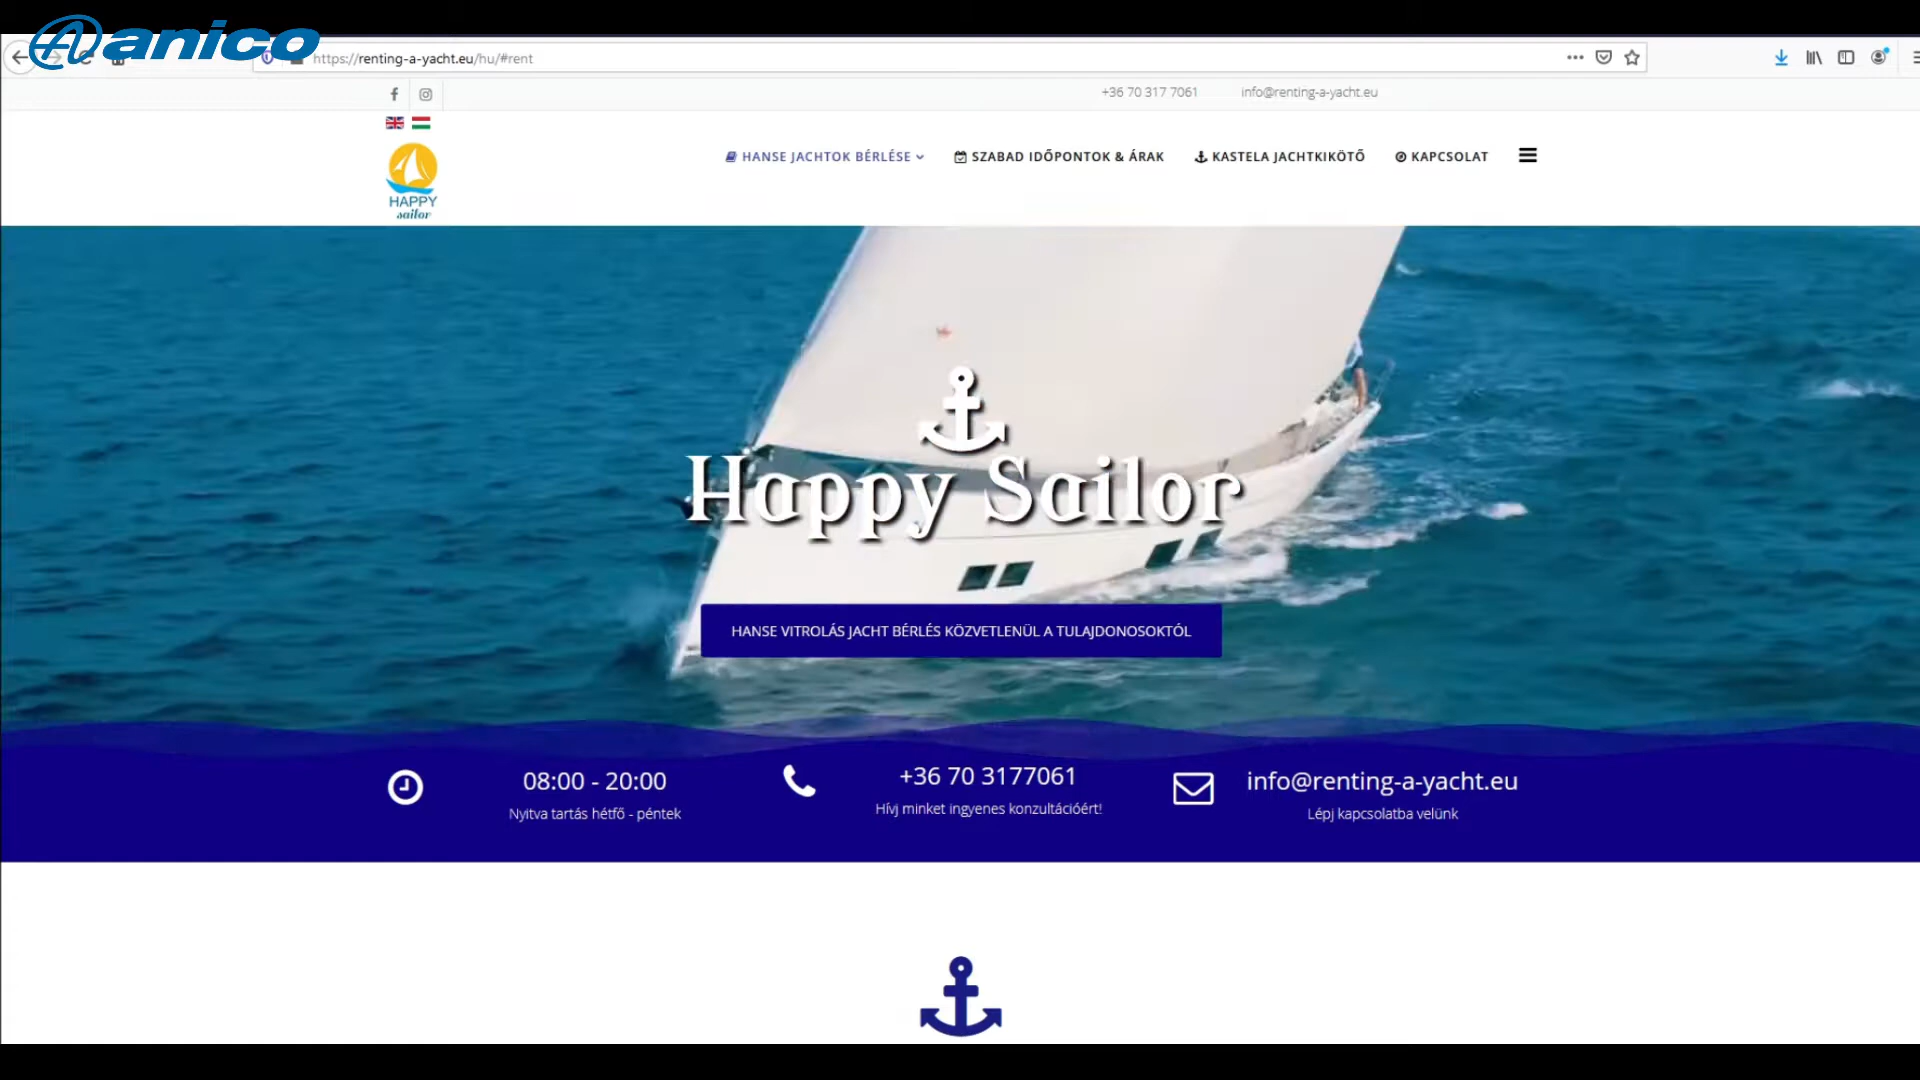 anico
https://renting-a-yacht.eu/hu/#rent
+36 70 317 7061
info@renting-a-yacht.eu
HAPPY
sailor
HANSE JACHTOK BÉRLÉSE
SZABAD IDŐPONTOK & ÁRAK
KASTELA JACHTKIKÖTŐ
KAPCSOLAT
Happy Sailor
HANSE VITROLÁS JACHT BÉRLÉS KÖZVETLENÜL A TULAJDONOSOKTÓL
08:00 - 20:00
Nyitva tartás hétfő - péntek
+36 70 3177061
Hívj minket ingyenes konzultációért!
info@renting-a-yacht.eu
Lépj kapcsolatba velünk